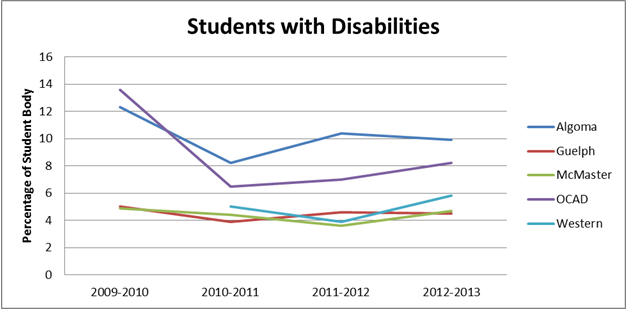 Students with Disabilities
Percentage of Student Body
16
14
12
10
8
6
4
2
0
2009-2010
2010-2011
2011-2012
2012-2013
Algoma
Guelph
McMaster
OCAD
Western